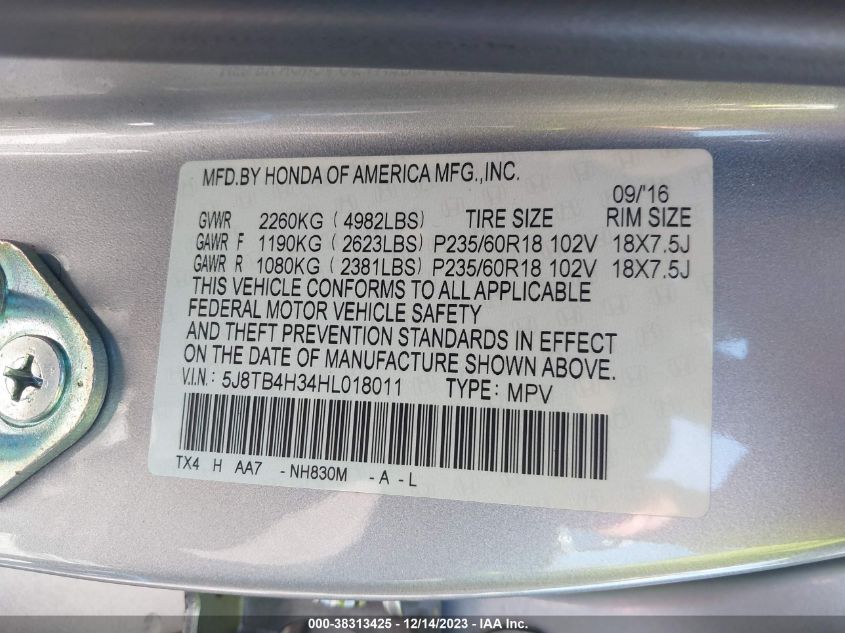 MFD.BY HONDA OF AMERICA MFG.,INC.
09/'16
GVWR 2260KG ( 4982LBS) TIRE SIZE RIM SIZE
GAWR F 1190KG ( 2623LBS) P235/60R18 102V 18X7.5J
GAWR R 1080KG ( 2381LBS) P235/60R18 102V 18X7.5J
THIS VEHICLE CONFORMS TO ALL APPLICABLE
FEDERAL MOTOR VEHICLE SAFETY
AND THEFT PREVENTION STANDARDS IN EFFECT
ON THE DATE OF MANUFACTURE SHOWN ABOVE.
V.I.N.: 5J8TB4H34HL018011 TYPE: MPV
TX4 H AA7 - NH830M - A - L
000-38313425 - 12/14/2023 - IAA Inc.